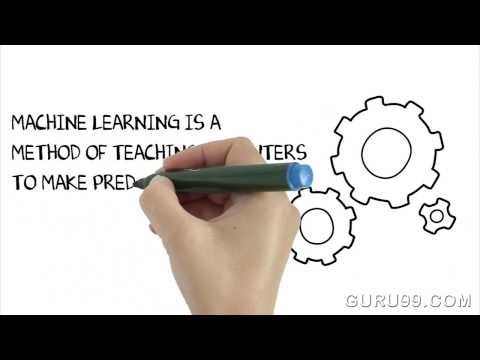 MACHINE LEARNING IS A
METHOD OF TEACHING
TO MAKE PRED
GURU99.COM